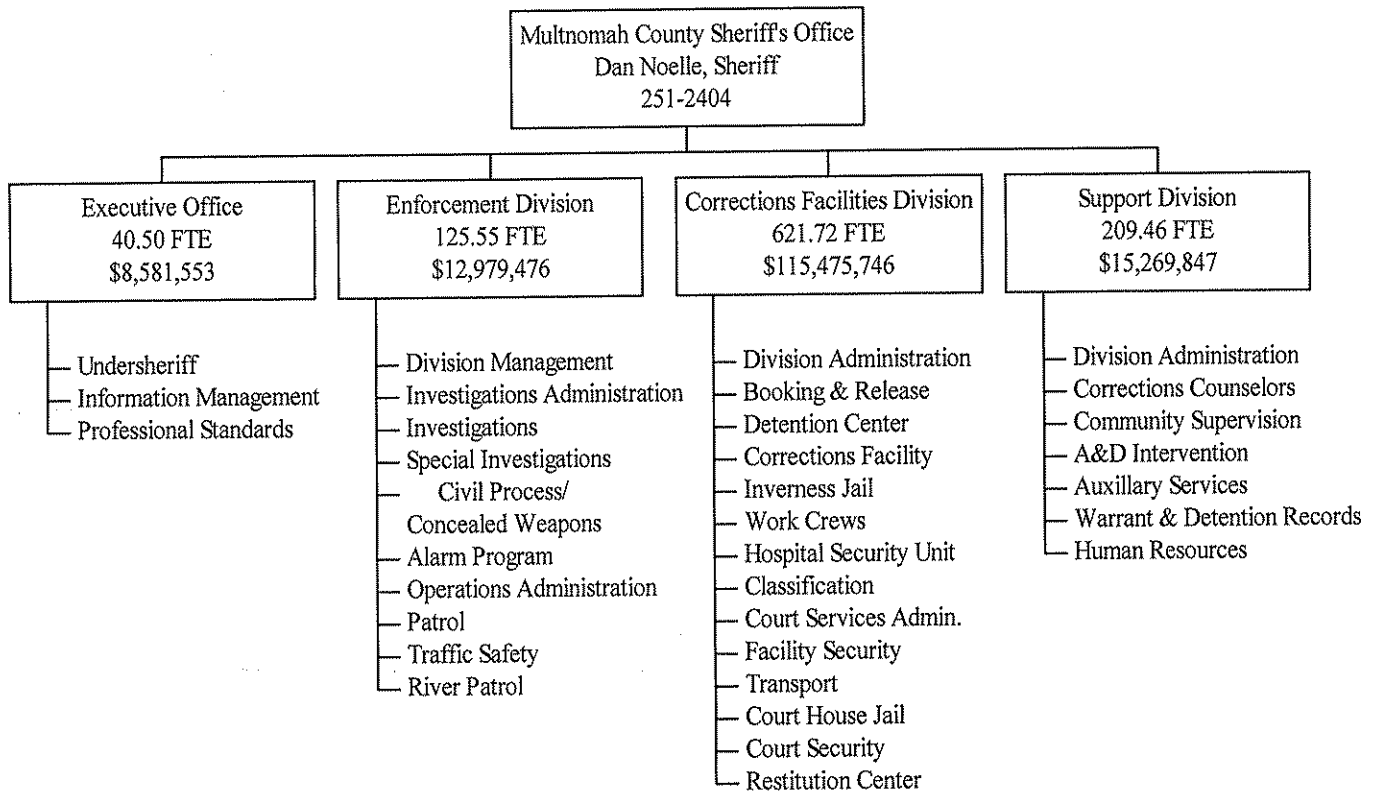 Multnomah County Sheriff's Office
Dan Noelle, Sheriff
251-2404
Executive Office
40.50 FTE
$8,581,553
Undersheriff
Information Management
Professional Standards
Enforcement Division
125.55 FTE
$12,979,476
Division Management
Investigations Administration
Investigations
Special Investigations
Civil Process/
Concealed Weapons
Alarm Program
Operations Administration
Patrol
Traffic Safety
River Patrol
Corrections Facilities Division
621.72 FTE
$115,475,746
Division Administration
Booking & Release
Detention Center
Corrections Facility
Inverness Jail
Work Crews
Hospital Security Unit
Classification
Court Services Admin.
Facility Security
Transport
Court House Jail
Court Security
Restitution Center
Support Division
209.46 FTE
$15,269,847
Division Administration
Corrections Counselors
Community Supervision
A&D Intervention
Auxillary Services
Warrant & Detention Records
Human Resources